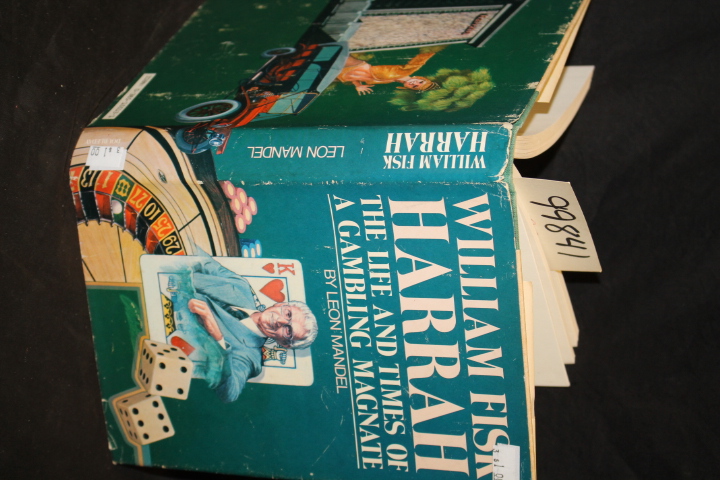 WILLIAM FISK
HARRAH
THE LIFE AND TIMES OF
A GAMBLING MAGNATE
BY LEON MANDEL
K
WILLIAM FISK
HARRAH
LEON MANDEL
DOUBLEDAY
99841